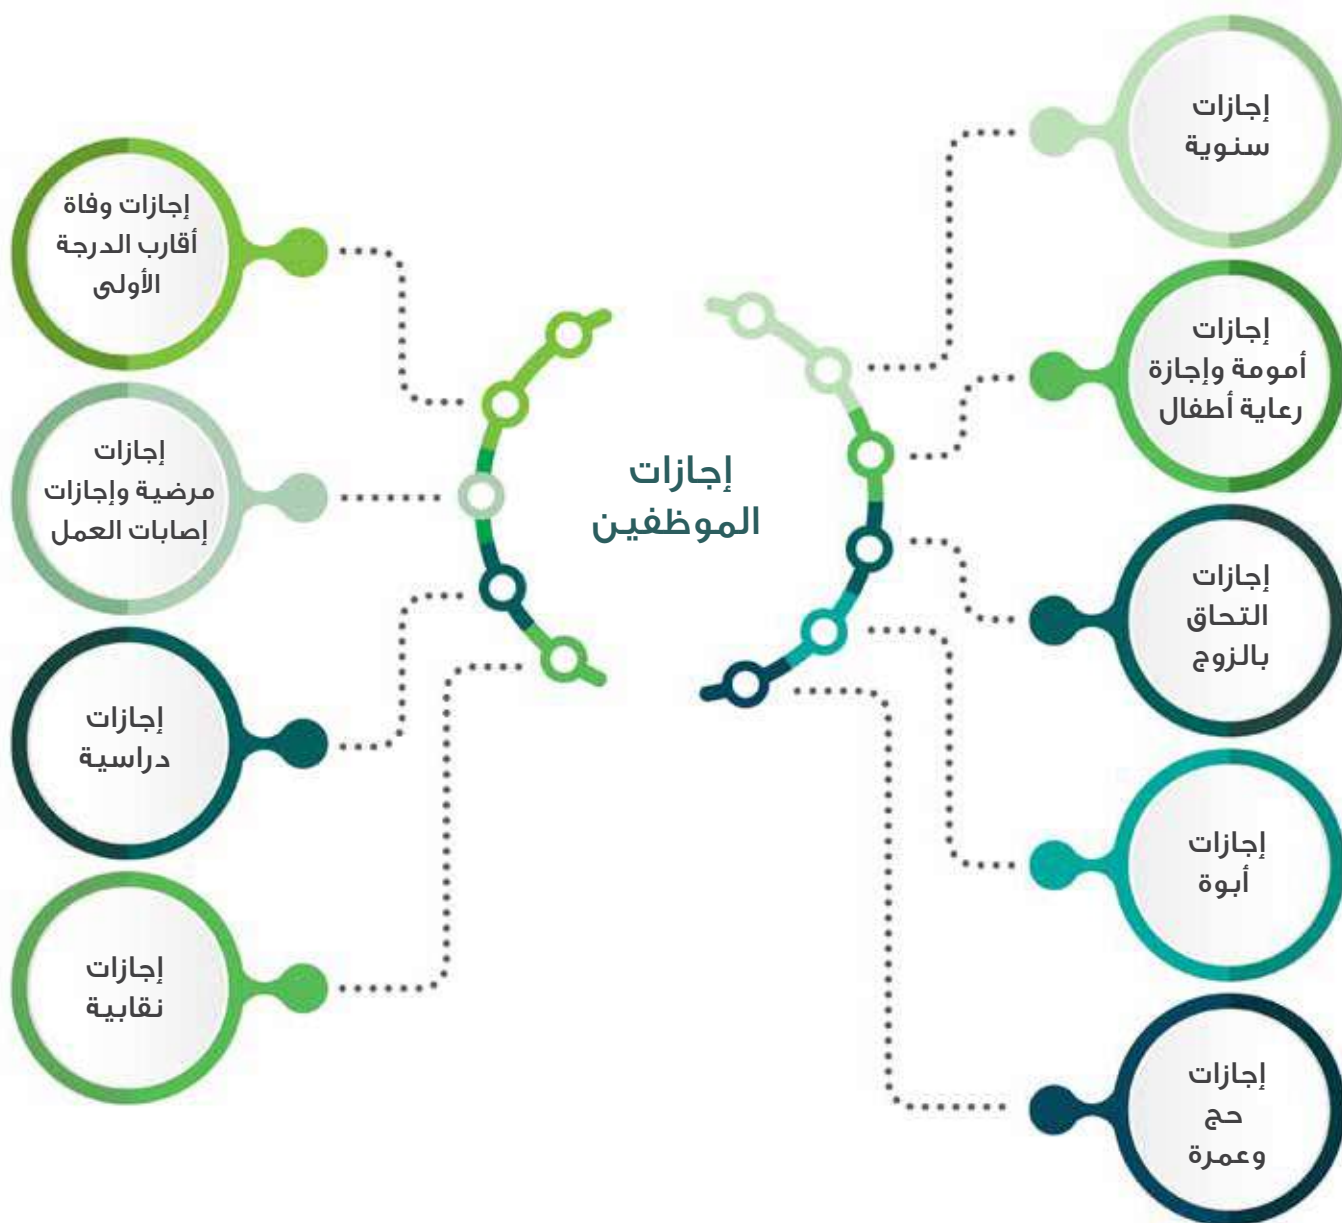 إجازات
الموظفين
إجازات
سنوية
إجازات
أمومة وإجازة
رعاية أطفال
إجازات
التحاق
بالزوج
إجازات
أبوة
إجازات
حج
وعمرة
إجازات وفاة
أقارب الدرجة
الأولى
إجازات
مرضية وإجازات
إصابات العمل
إجازات
دراسية
إجازات
نقابية